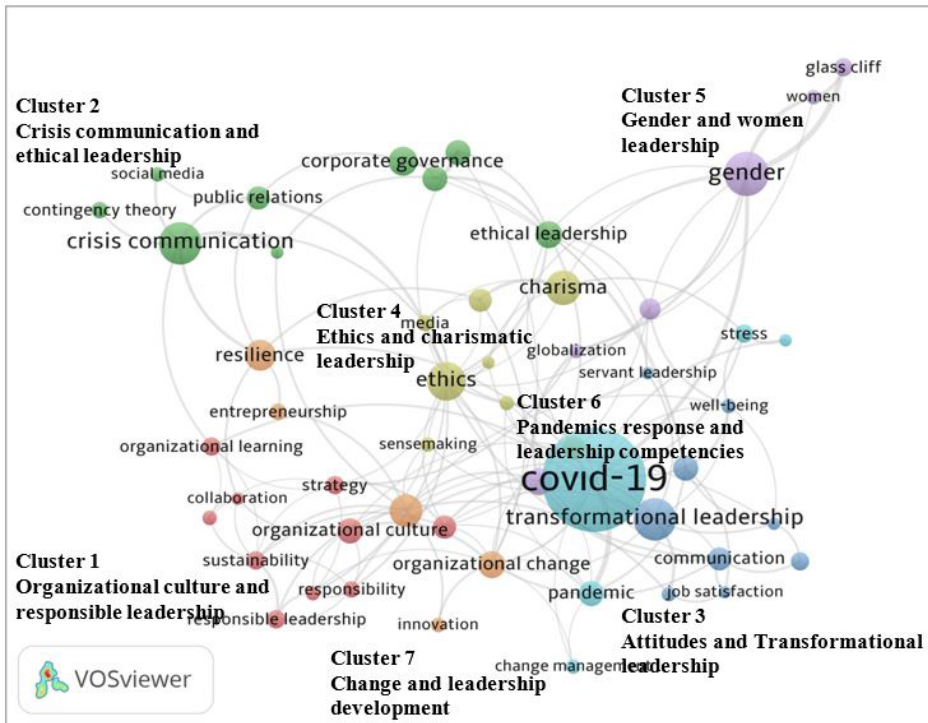 glass cliff
women
Cluster 5
Gender and women
leadership
gender
Cluster 2
Crisis communication and
ethical leadership
social media
contingency theory
public relations
crisis communication
corporate governance
ethical leadership
charisma
Cluster 4
Ethics and charismatic
leadership
media
ethics
resilience
globalization
stress
servant leadership
well-being
entrepreneurship
organizational learning
sensemaking
Cluster 6
Pandemics response and
leadership competencies
covid-19
transformational leadership
collaboration
strategy
organizational culture
sustainability
organizational change
communication
Cluster 1
Organizational culture and
responsible leadership
responsibility
responsible leadership
pandemic
job satisfaction
innovation
Cluster 3
Attitudes and Transformational
leadership
Cluster 7
Change and leadership
development
change management
VOSviewer